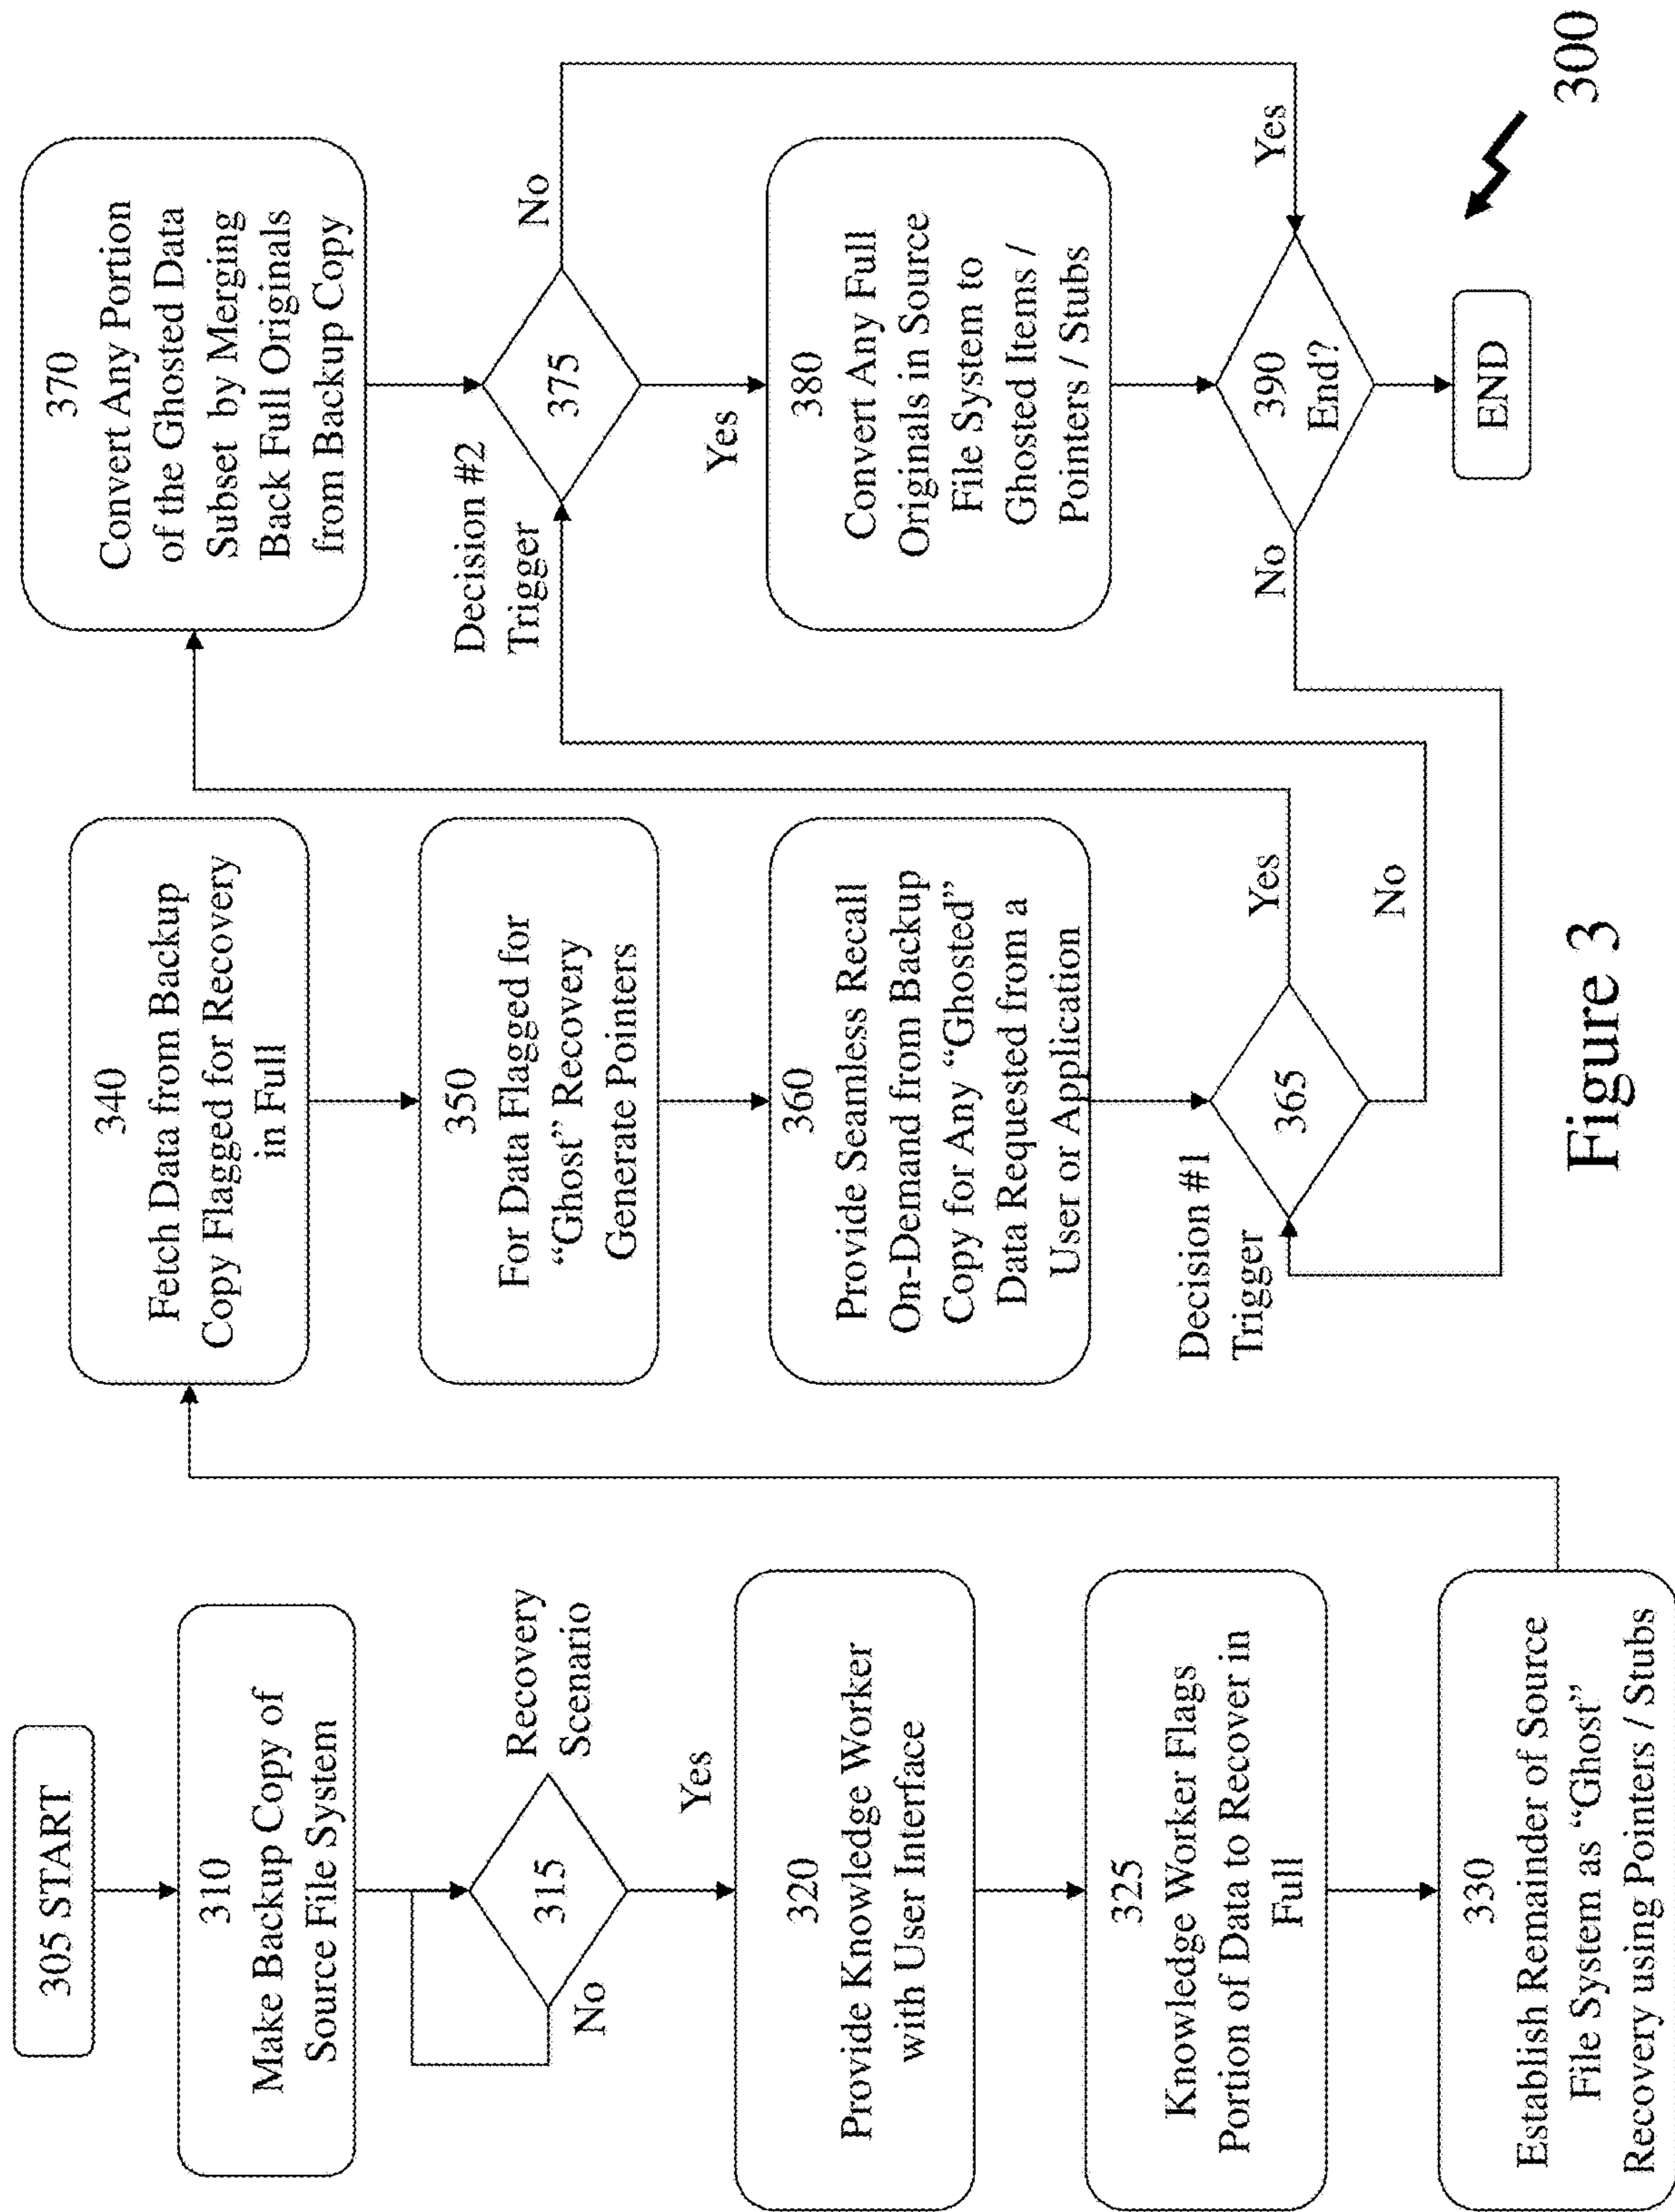 305 START
310
Make Backup Copy of
Source File System
Recovery
Scenario
315
No
Yes
320
Provide Knowledge Worker
with User Interface
325
Knowledge Worker Flags
Portion of Data to Recover in
Full
330
Establish Remainder of Source
File System as “Ghost”
Recovery using Pointers / Stubs
340
Fetch Data from Backup
Copy Flagged for Recovery
in Full
350
For Data Flagged for
“Ghost” Recovery
Generate Pointers
360
Provide Seamless Recall
On-Demand from Backup
Copy for Any “Ghosted”
Data Requested from a
User or Application
Decision #1
Trigger
365
Yes
No
370
Convert Any Portion
of the Ghosted Data
Subset by Merging
Back Full Originals
from Backup Copy
Decision #2
Trigger
375
No
Yes
380
Convert Any Full
Originals in Source
File System to
Ghosted Items /
Pointers / Stubs
390
End?
No
Yes
END
300
Figure 3